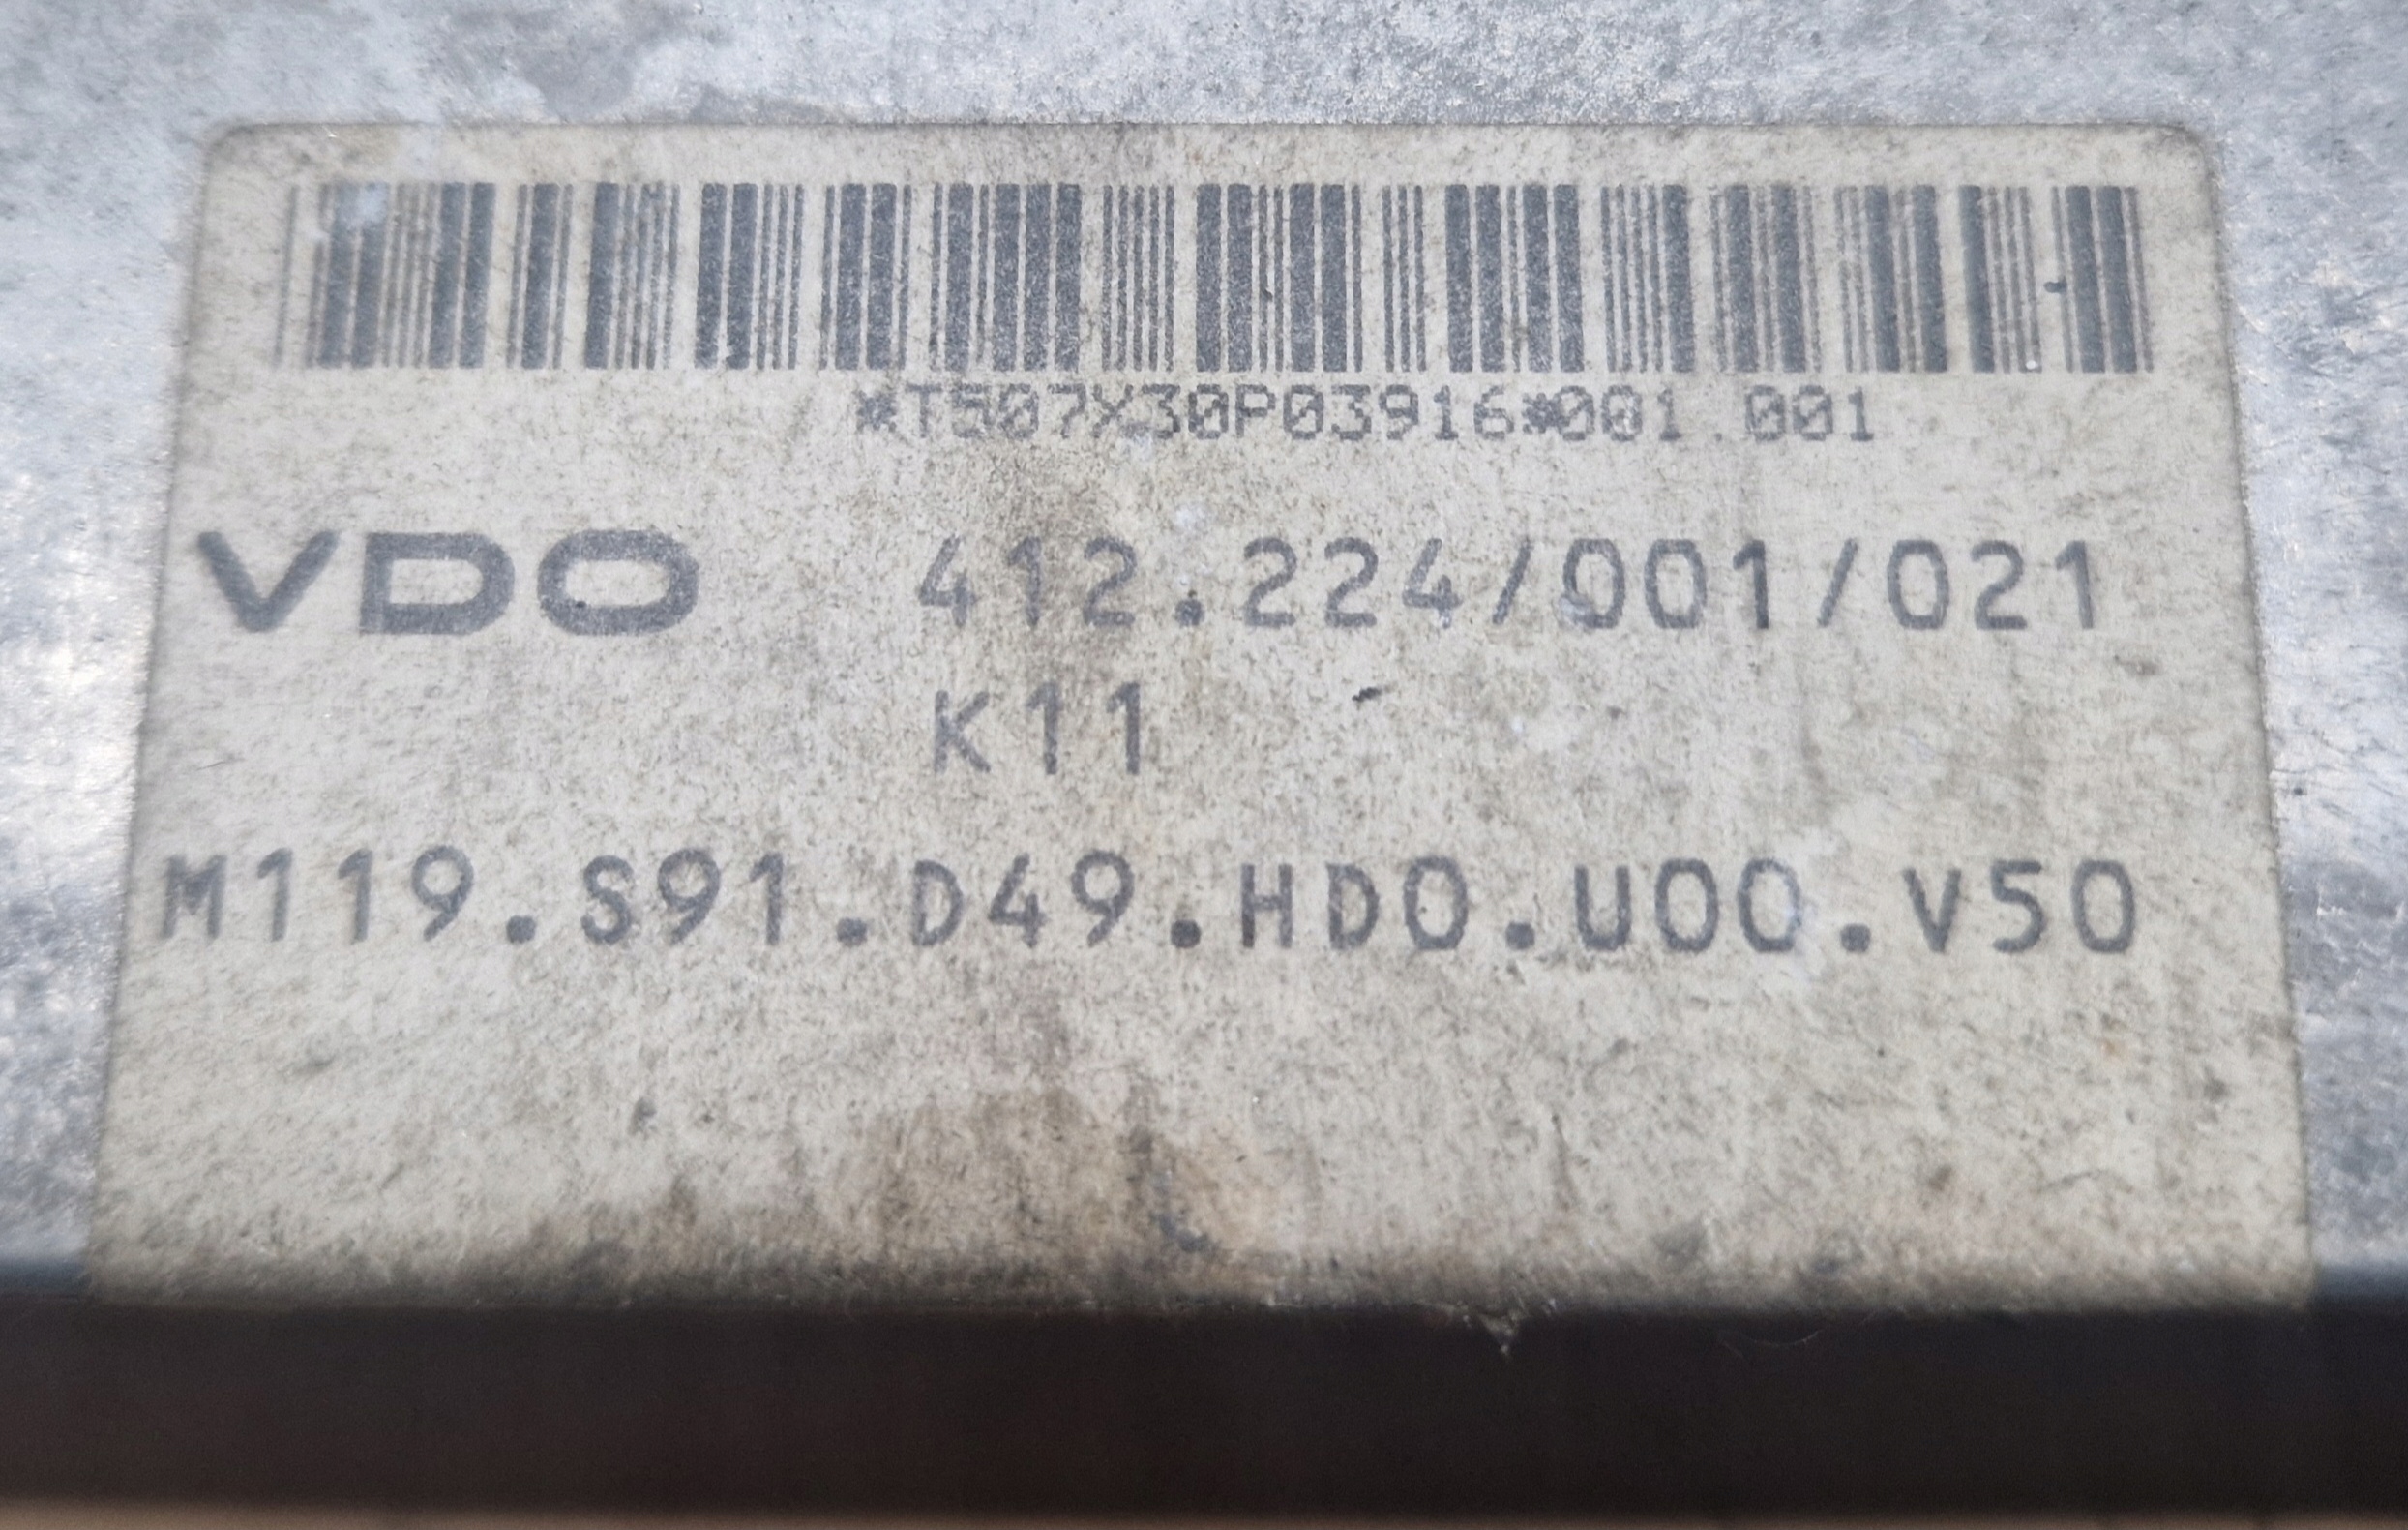 *T507X30P03916*001.001
VDO 412.224/001/021
K11
M119.S91.D49.HD0.U00.V50